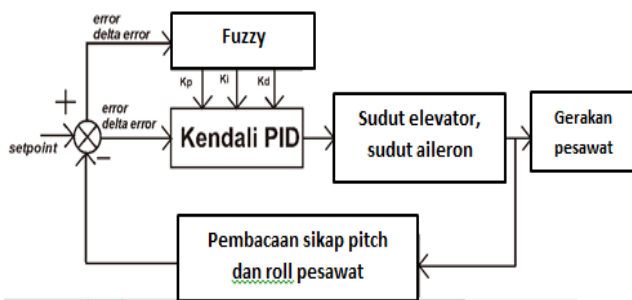 error
delta error
Fuzzy
Kp Ki Kd
+
error
delta error
setpoint
−
Kendali PID
Sudut elevator,
sudut aileron
Gerakan
pesawat
Pembacaan sikap pitch
dan roll pesawat